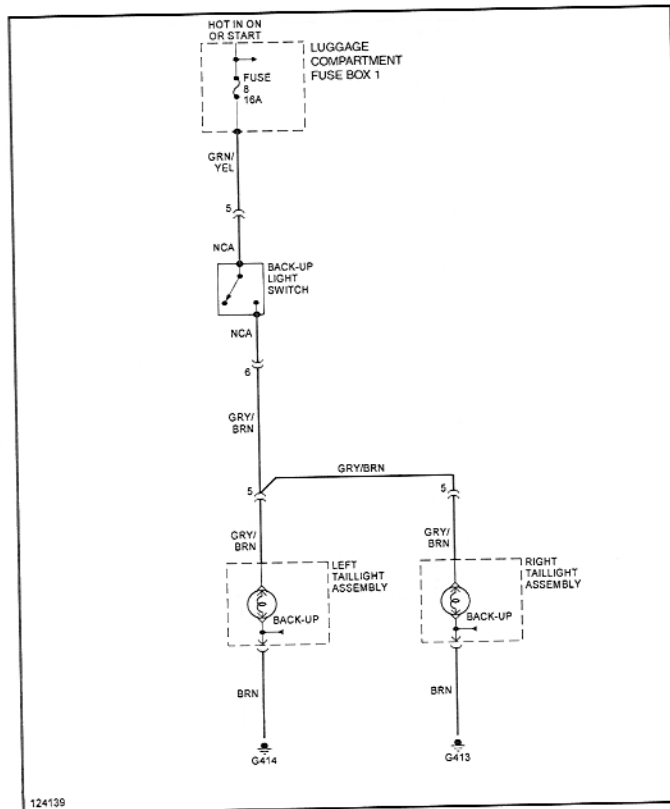 HOT IN ON
OR START
LUGGAGE
COMPARTMENT
FUSE BOX 1
FUSE
8
16A
GRN/
YEL
5
NCA
BACK-UP
LIGHT
SWITCH
NCA
6
GRY/
BRN
GRY/BRN
5
5
GRY/
BRN
GRY/
BRN
LEFT
TAILLIGHT
ASSEMBLY
RIGHT
TAILLIGHT
ASSEMBLY
BACK-UP
BACK-UP
BRN
BRN
G414
G413
124139